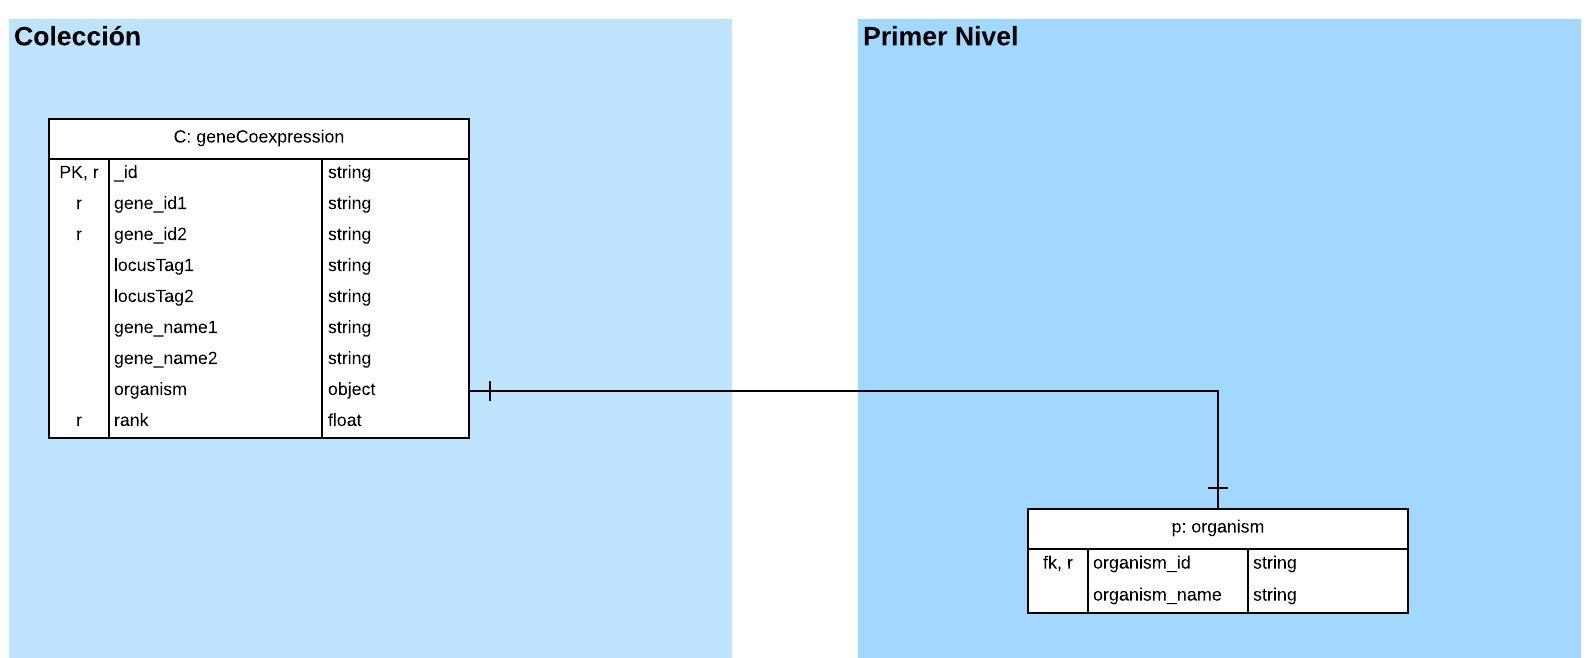 Colección
Primer Nivel
C: geneCoexpression
PK, r _id string
r gene_id1 string
r gene_id2 string
locusTag1 string
locusTag2 string
gene_name1 string
gene_name2 string
organism object
r rank float
p: organism
fk, r organism_id string
organism_name string